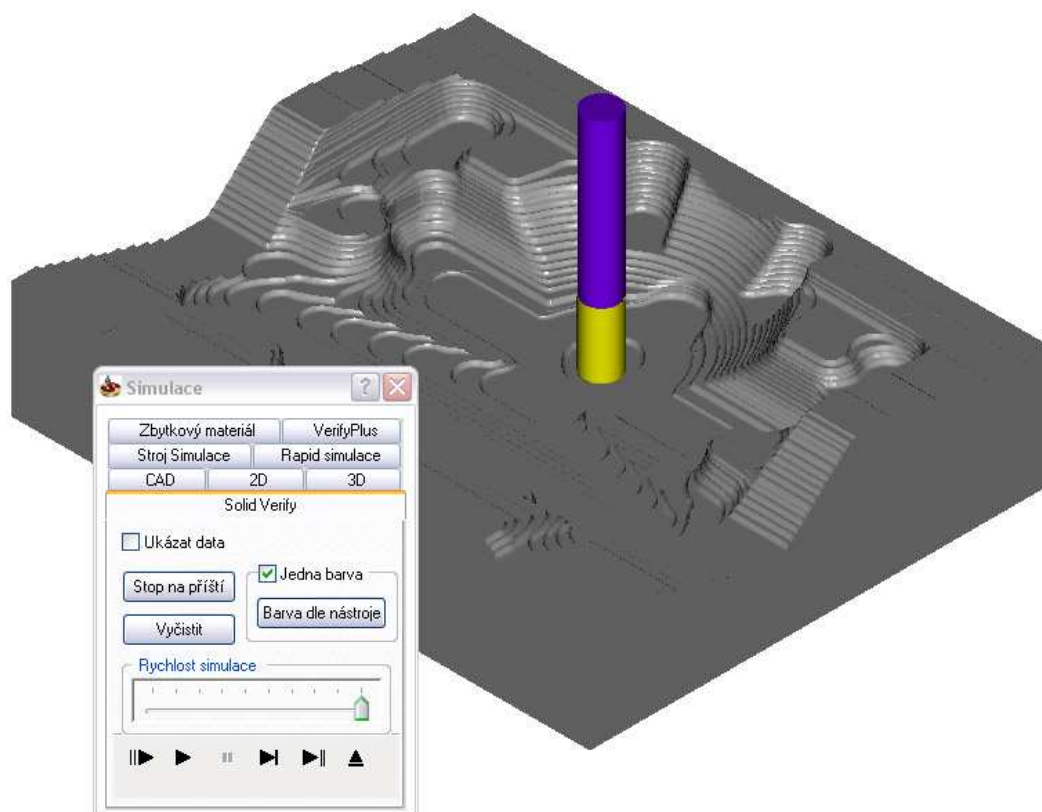 Simulace
Zbytkový materiál VerifyPlus
Stroj Simulace Rapid simulace
CAD 2D 3D
Solid Verify
Ukázat data
Jedna barva
Stop na příští
Barva dle nástroje
Vyčistit
Rychlost simulace